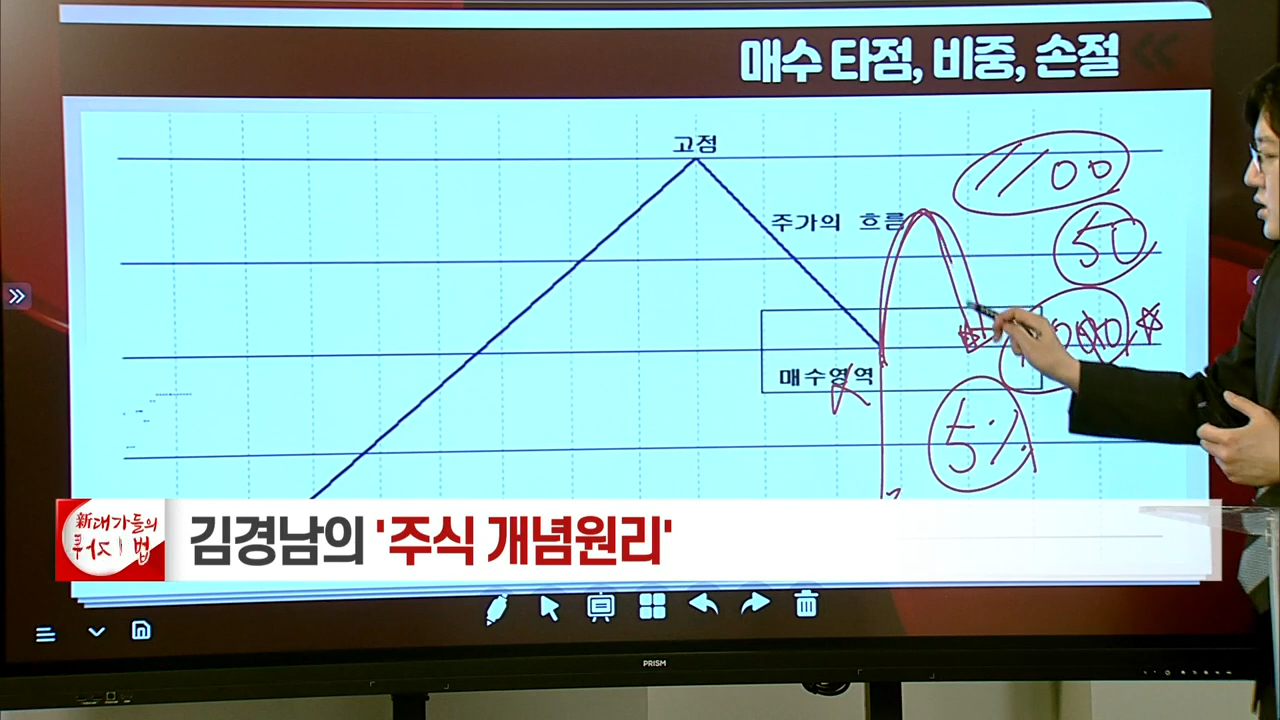 매수 타점, 비중, 손절
고점
주가의 흐름
1100
50
매수영역
5%
新대가들의
투자법
김경남의 '주식 개념원리'
PRISM